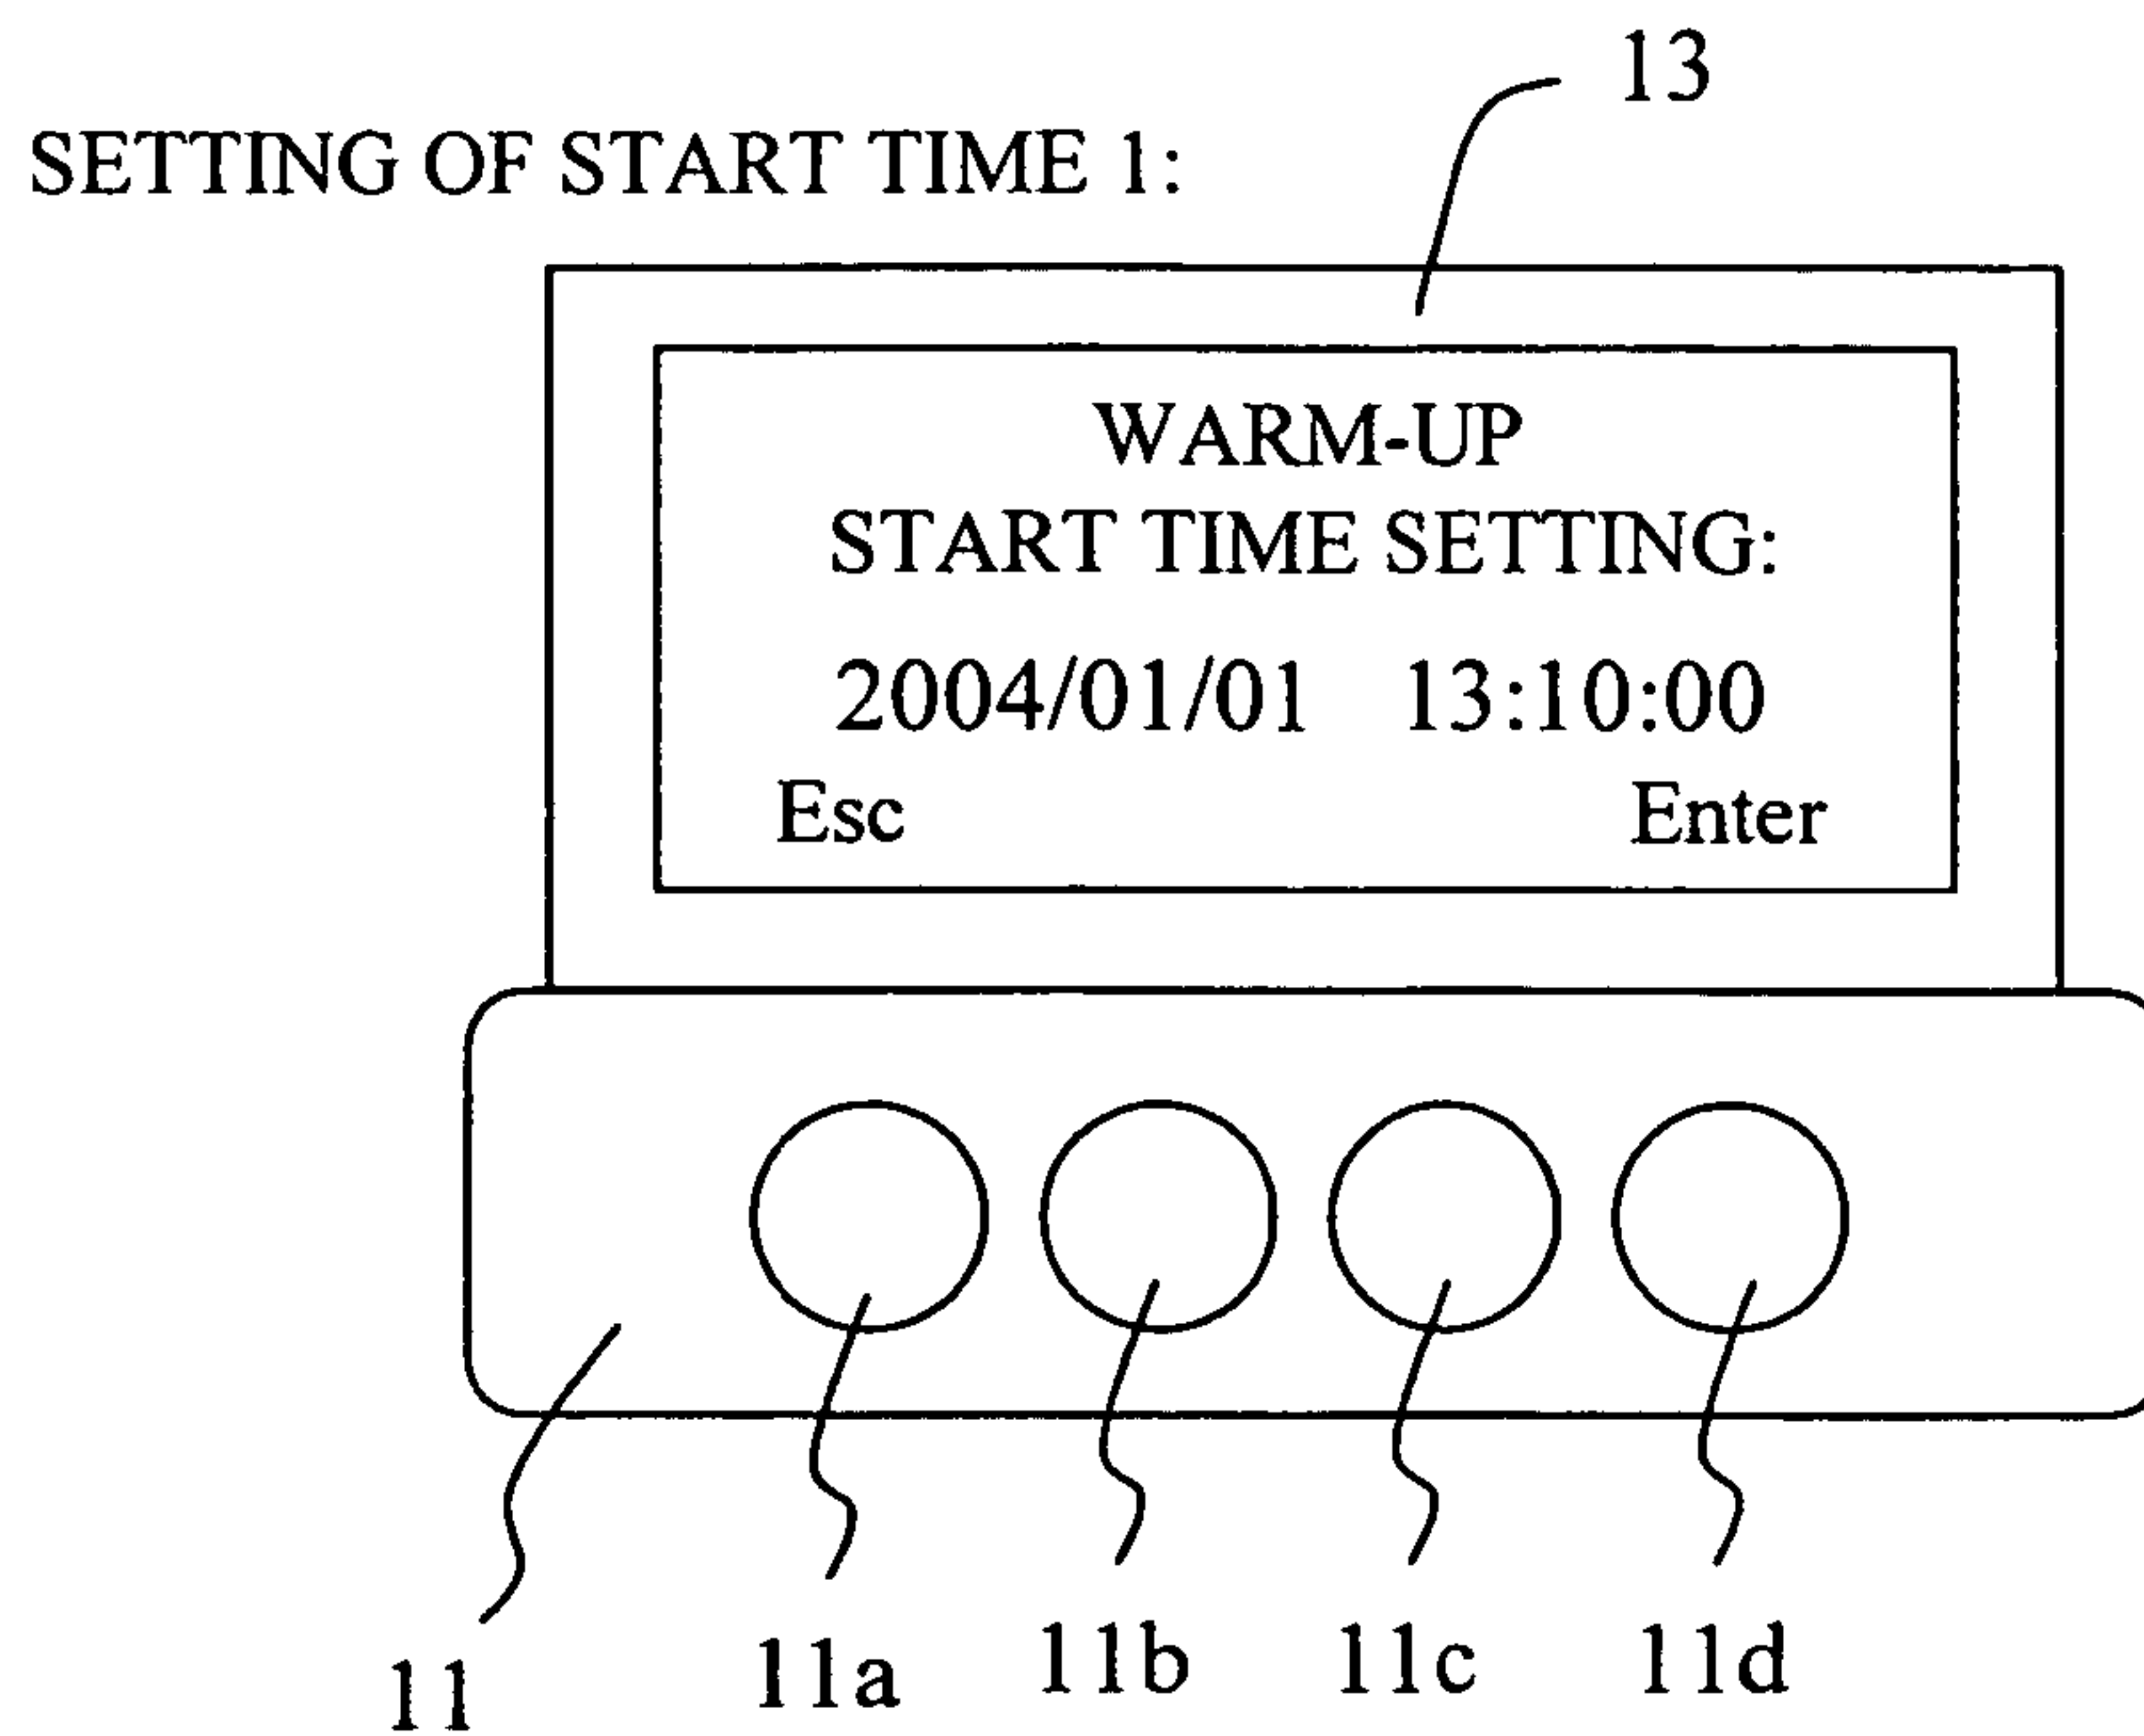 13
SETTING OF START TIME 1:
WARM-UP
START TIME SETTING:
2004/01/01 13:10:00
Esc Enter
11 11a 11b 11c 11d